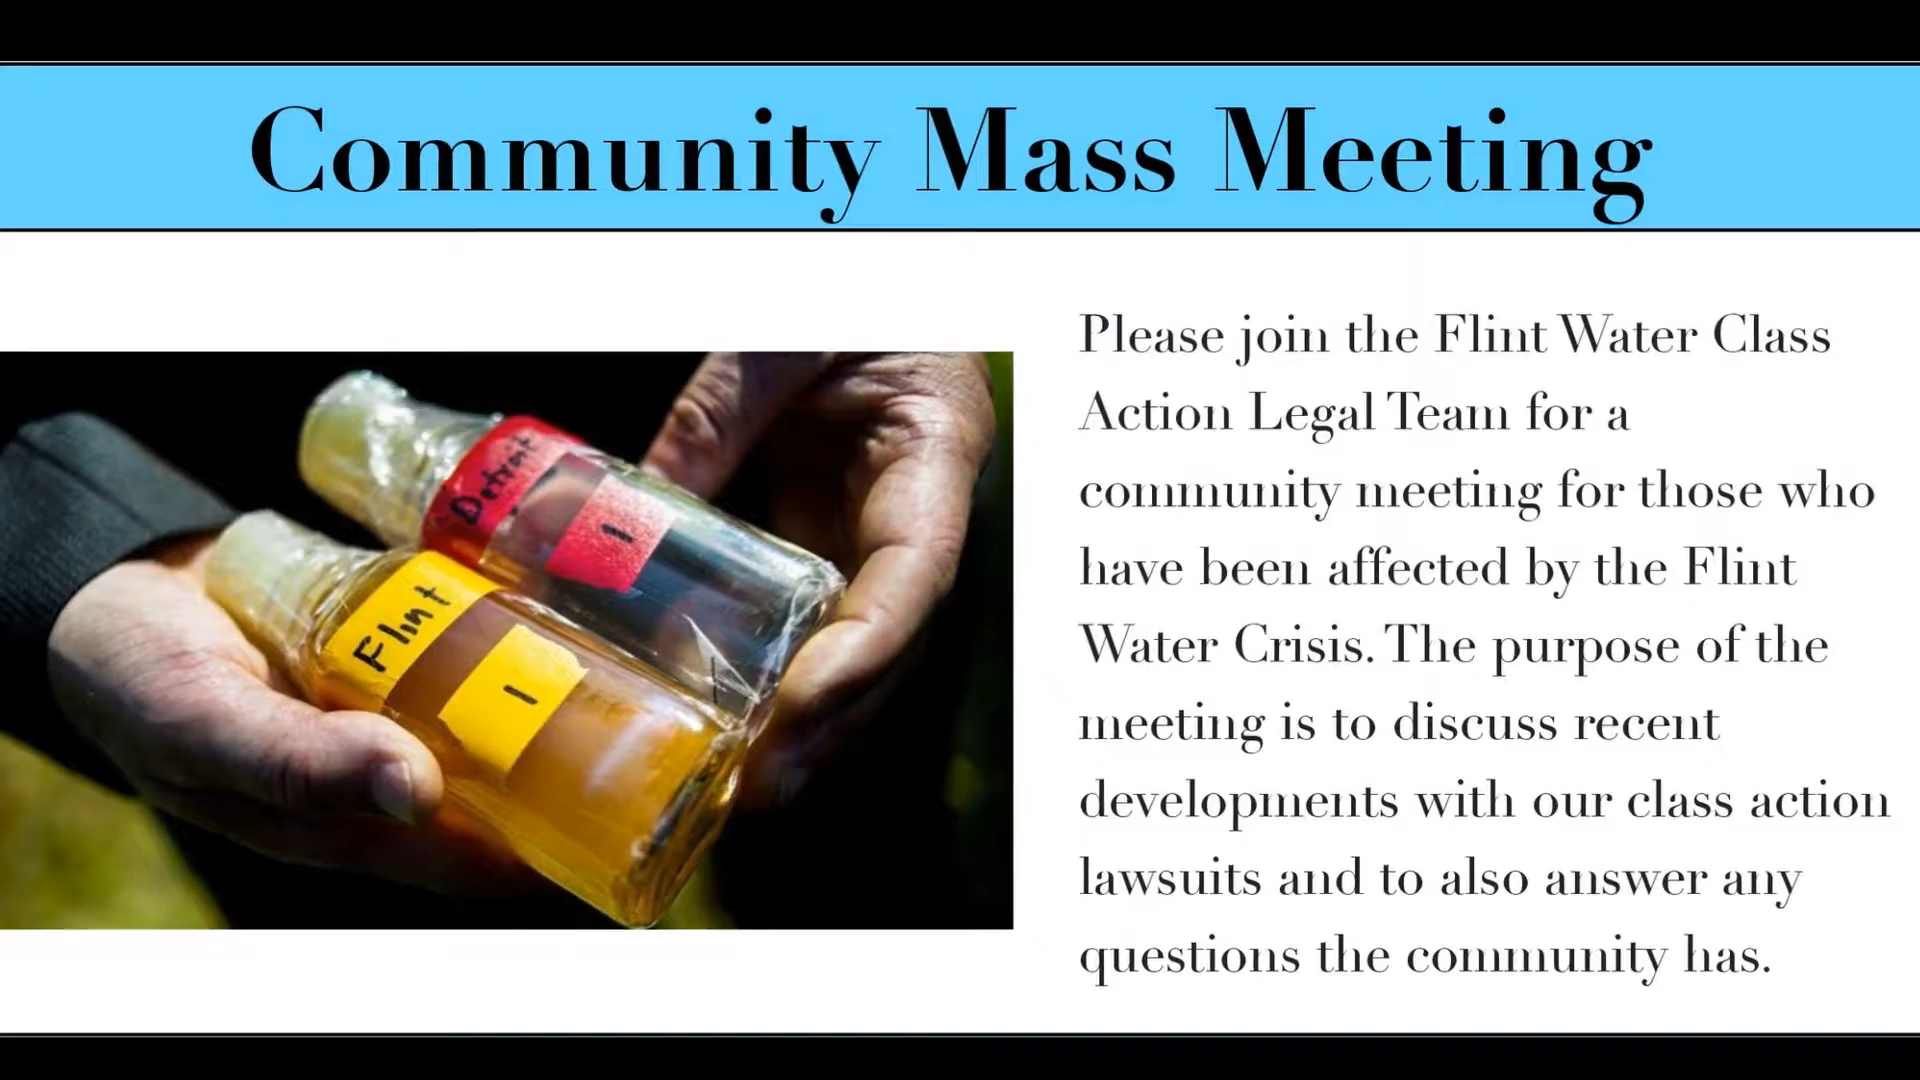 Community Mass Meeting
Please join the Flint Water Class
Action Legal Team for a
community meeting for those who
have been affected by the Flint
Water Crisis. The purpose of the
meeting is to discuss recent
developments with our class action
lawsuits and to also answer any
questions the community has.
Detroit
1
Flint
1